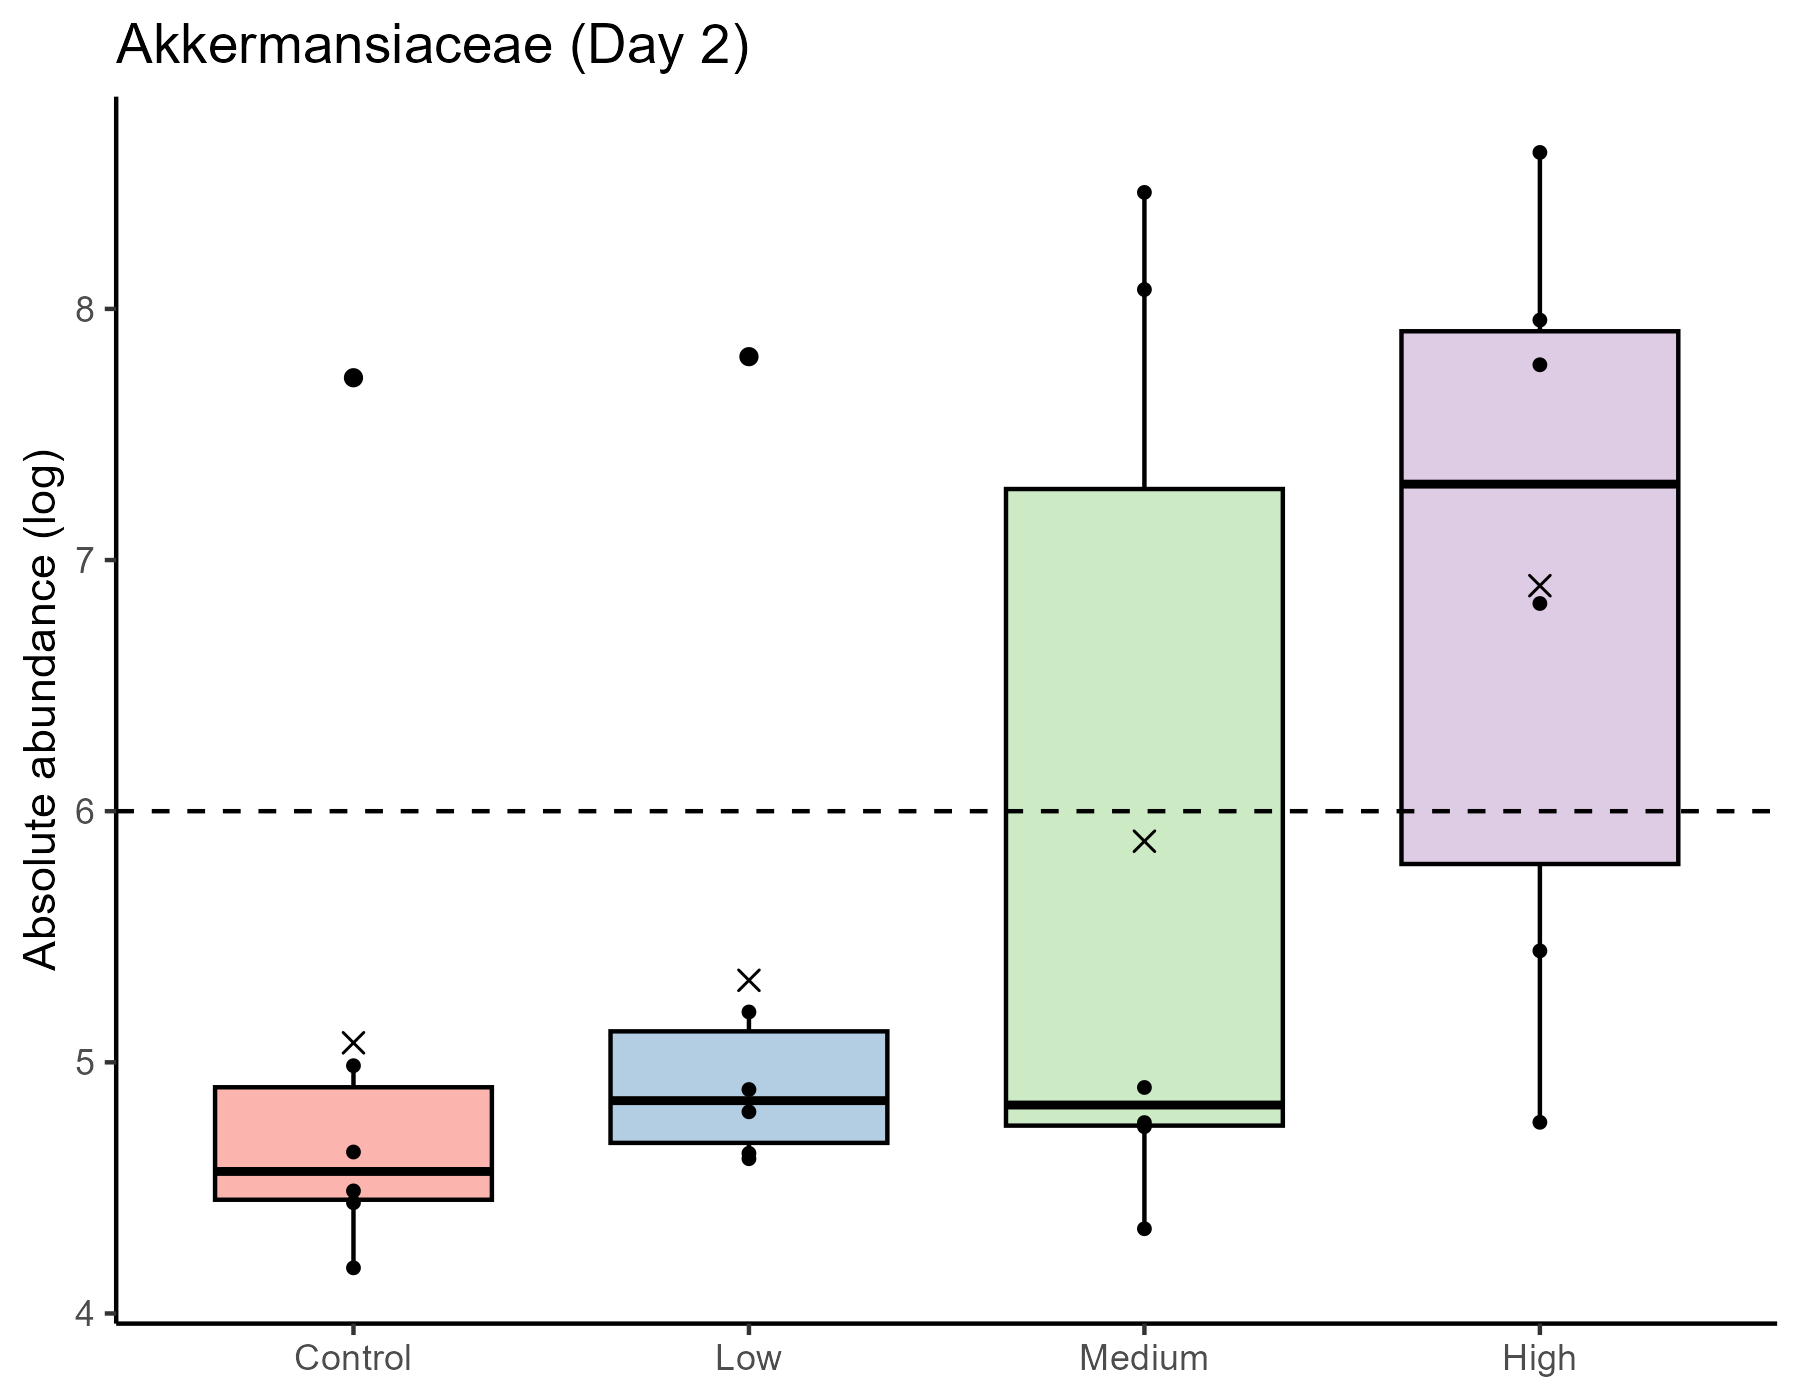 Akkermansiaceae (Day 2)
Absolute abundance (log)
8
7
6
5
4
Control Low Medium High